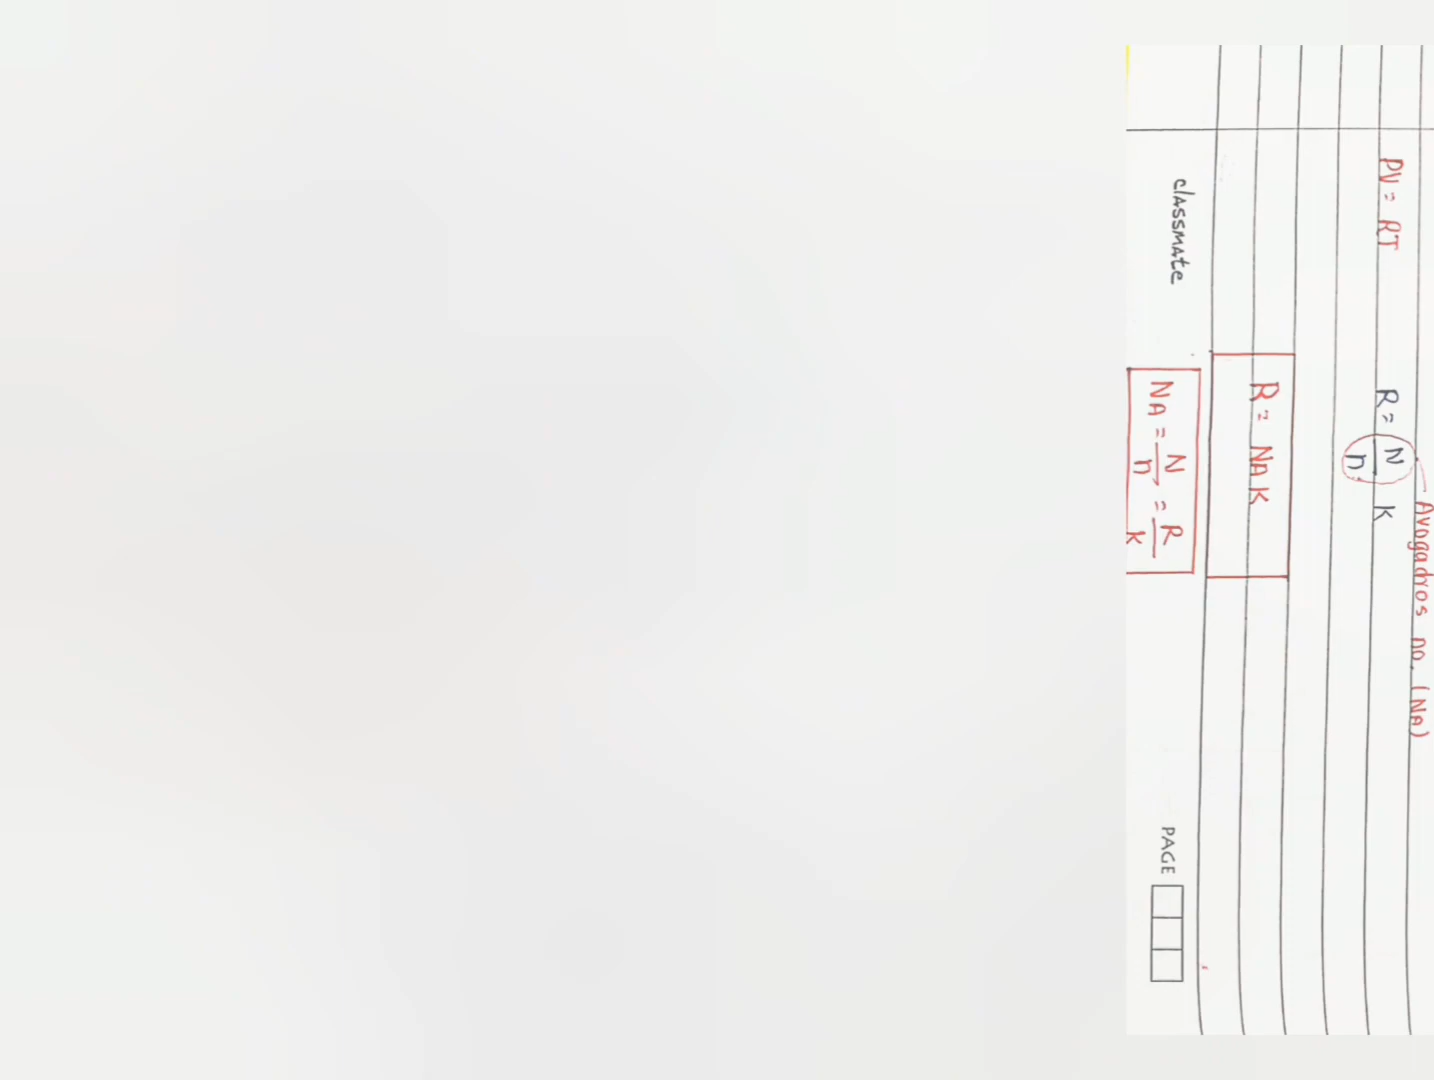 Avogadros no. (NA)
PV = RT R = N/n K
R = NA K
NA = N/n = R/k
classmate PAGE